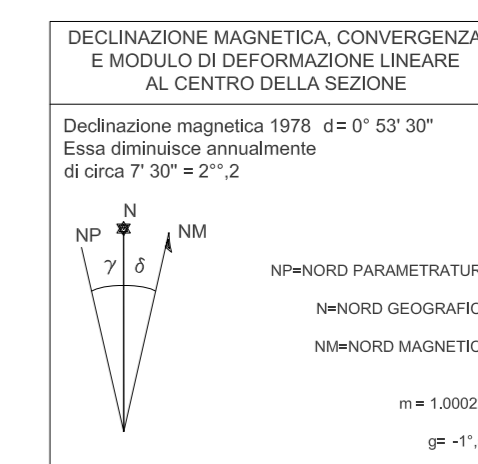 DECLINAZIONE MAGNETICA, CONVERGENZA
E MODULO DI DEFORMAZIONE LINEARE
AL CENTRO DELLA SEZIONE
Declinazione magnetica 1978 d= 0° 53' 30"
Essa diminuisce annualmente
di circa 7' 30" = 2°°,2
N
NP
NM
γ
δ
NP=NORD PARAMETRATUR
N=NORD GEOGRAFIC
NM=NORD MAGNETIC
m = 1.0002
g= -1°,